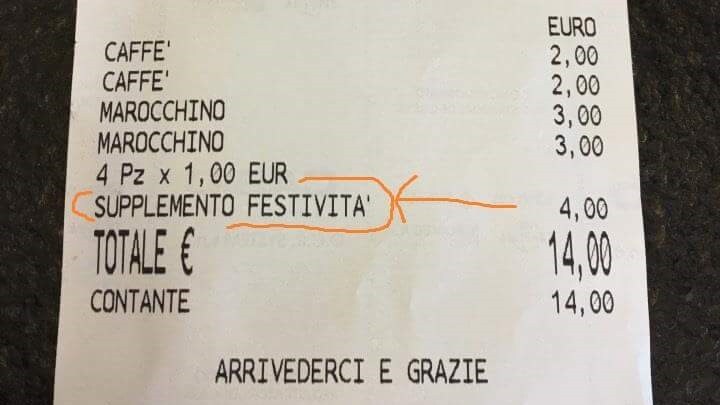 EURO
CAFFE' 2,00
CAFFE' 2,00
MAROCCHINO 3,00
MAROCCHINO 3,00
4 Pz x 1,00 EUR
SUPPLEMENTO FESTIVITA' 4,00
TOTALE € 14,00
CONTANTE 14,00
ARRIVEDERCI E GRAZIE